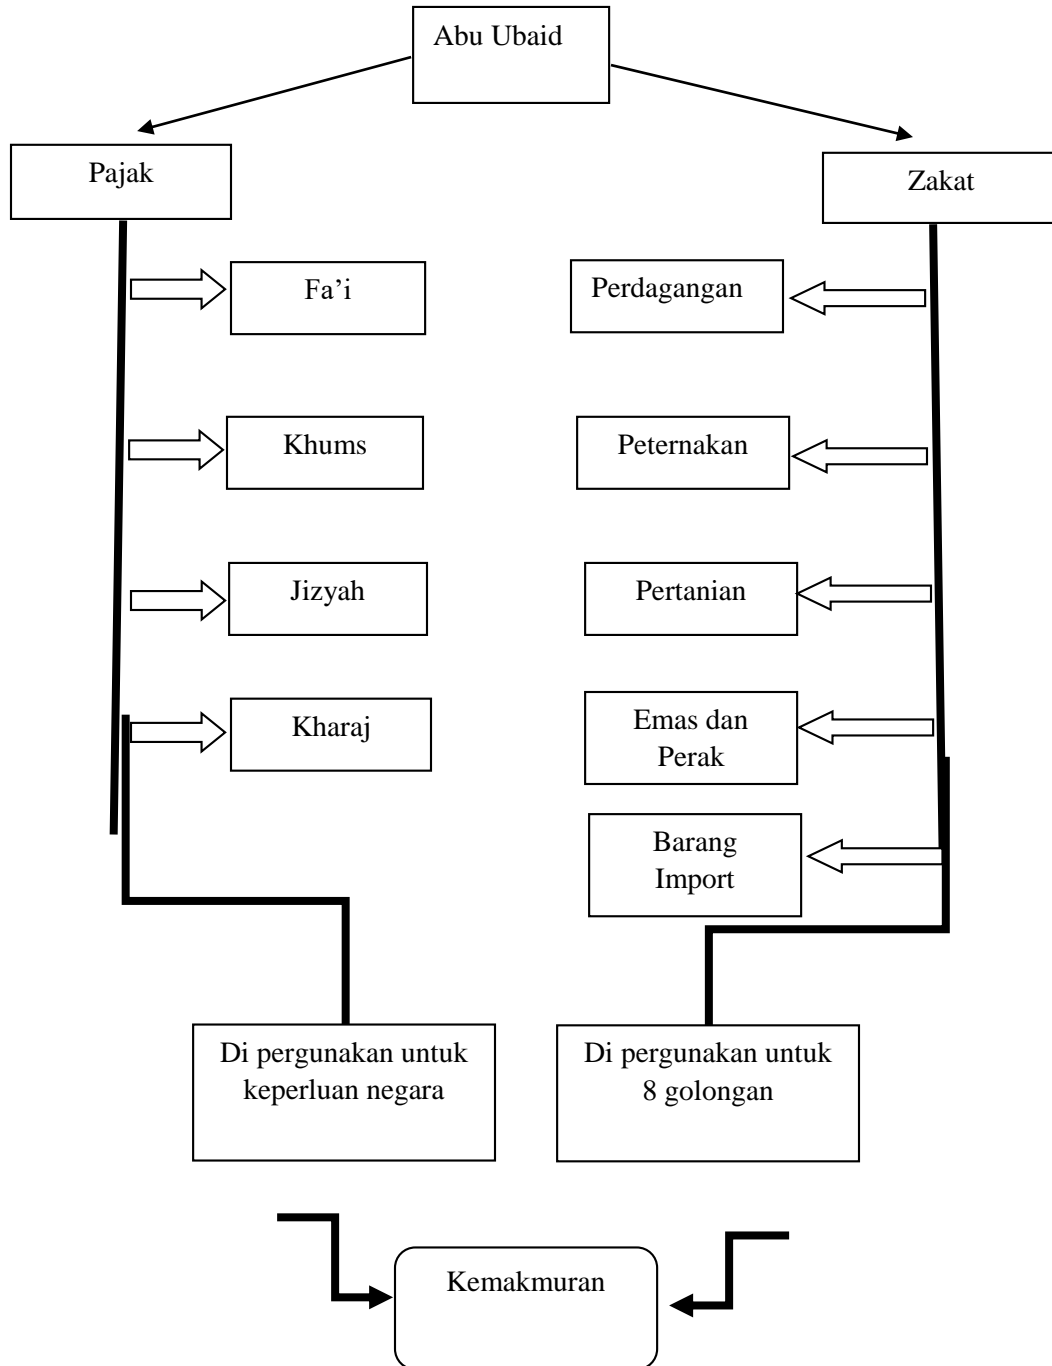 Abu Ubaid
Pajak
Zakat
Fa’i
Perdagangan
Khums
Peternakan
Jizyah
Pertanian
Kharaj
Emas dan
Perak
Barang
Import
Di pergunakan untuk
keperluan negara
Di pergunakan untuk
8 golongan
Kemakmuran